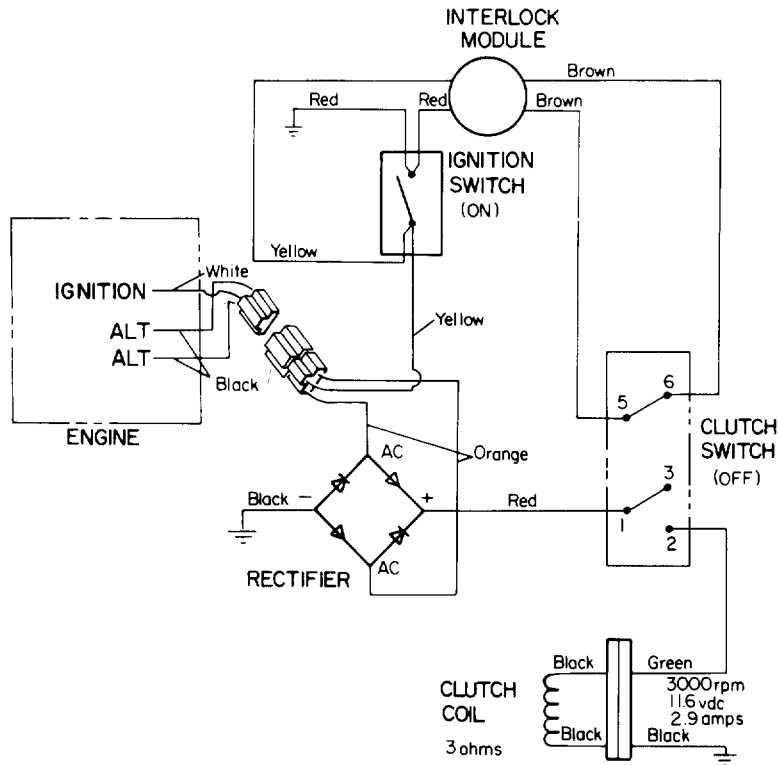 INTERLOCK
MODULE
Brown
Red
Red
Brown
IGNITION
SWITCH
(ON)
Yellow
White
IGNITION
ALT
ALT
Black
ENGINE
Yellow
5
6
CLUTCH
SWITCH
(OFF)
3
1
2
Orange
AC
Black
-
+
Red
AC
RECTIFIER
CLUTCH
COIL
3 ohms
Black
Green
3000 rpm
11.6 vdc
2.9 amps
Black
Black